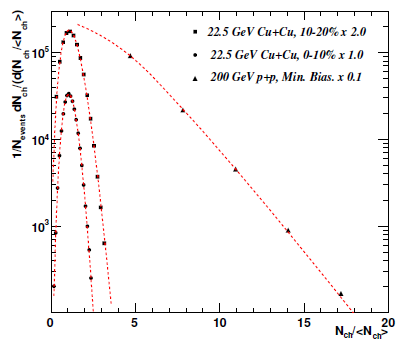 22.5 GeV Cu+Cu, 10-20% x 2.0
22.5 GeV Cu+Cu, 0-10% x 1.0
200 GeV p+p, Min. Bias. x 0.1
1/N_events dN_ch/(d(N_ch/<N_ch>)
10^5
10^4
10^3
0 5 10 15 20
N_ch/<N_ch>